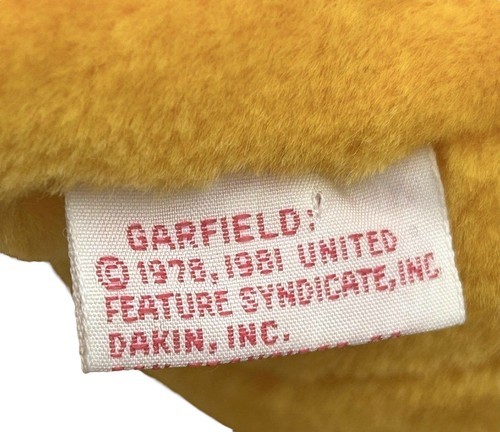 GARFIELD:
© 1978, 1981 UNITED
FEATURE SYNDICATE, INC
DAKIN, INC.